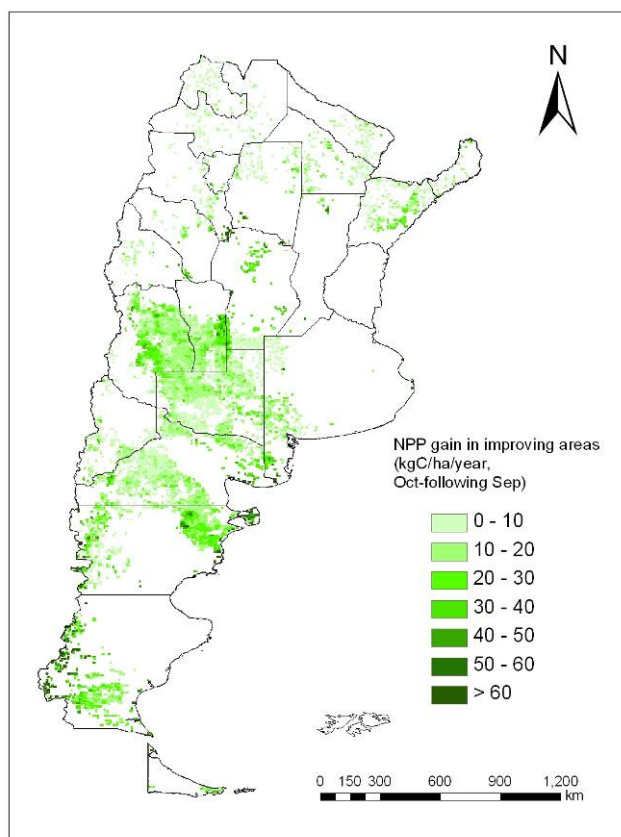 N
NPP gain in improving areas
(kgC/ha/year,
Oct-following Sep)
0 - 10
10 - 20
20 - 30
30 - 40
40 - 50
50 - 60
> 60
0 150 300 600 900 1,200
km